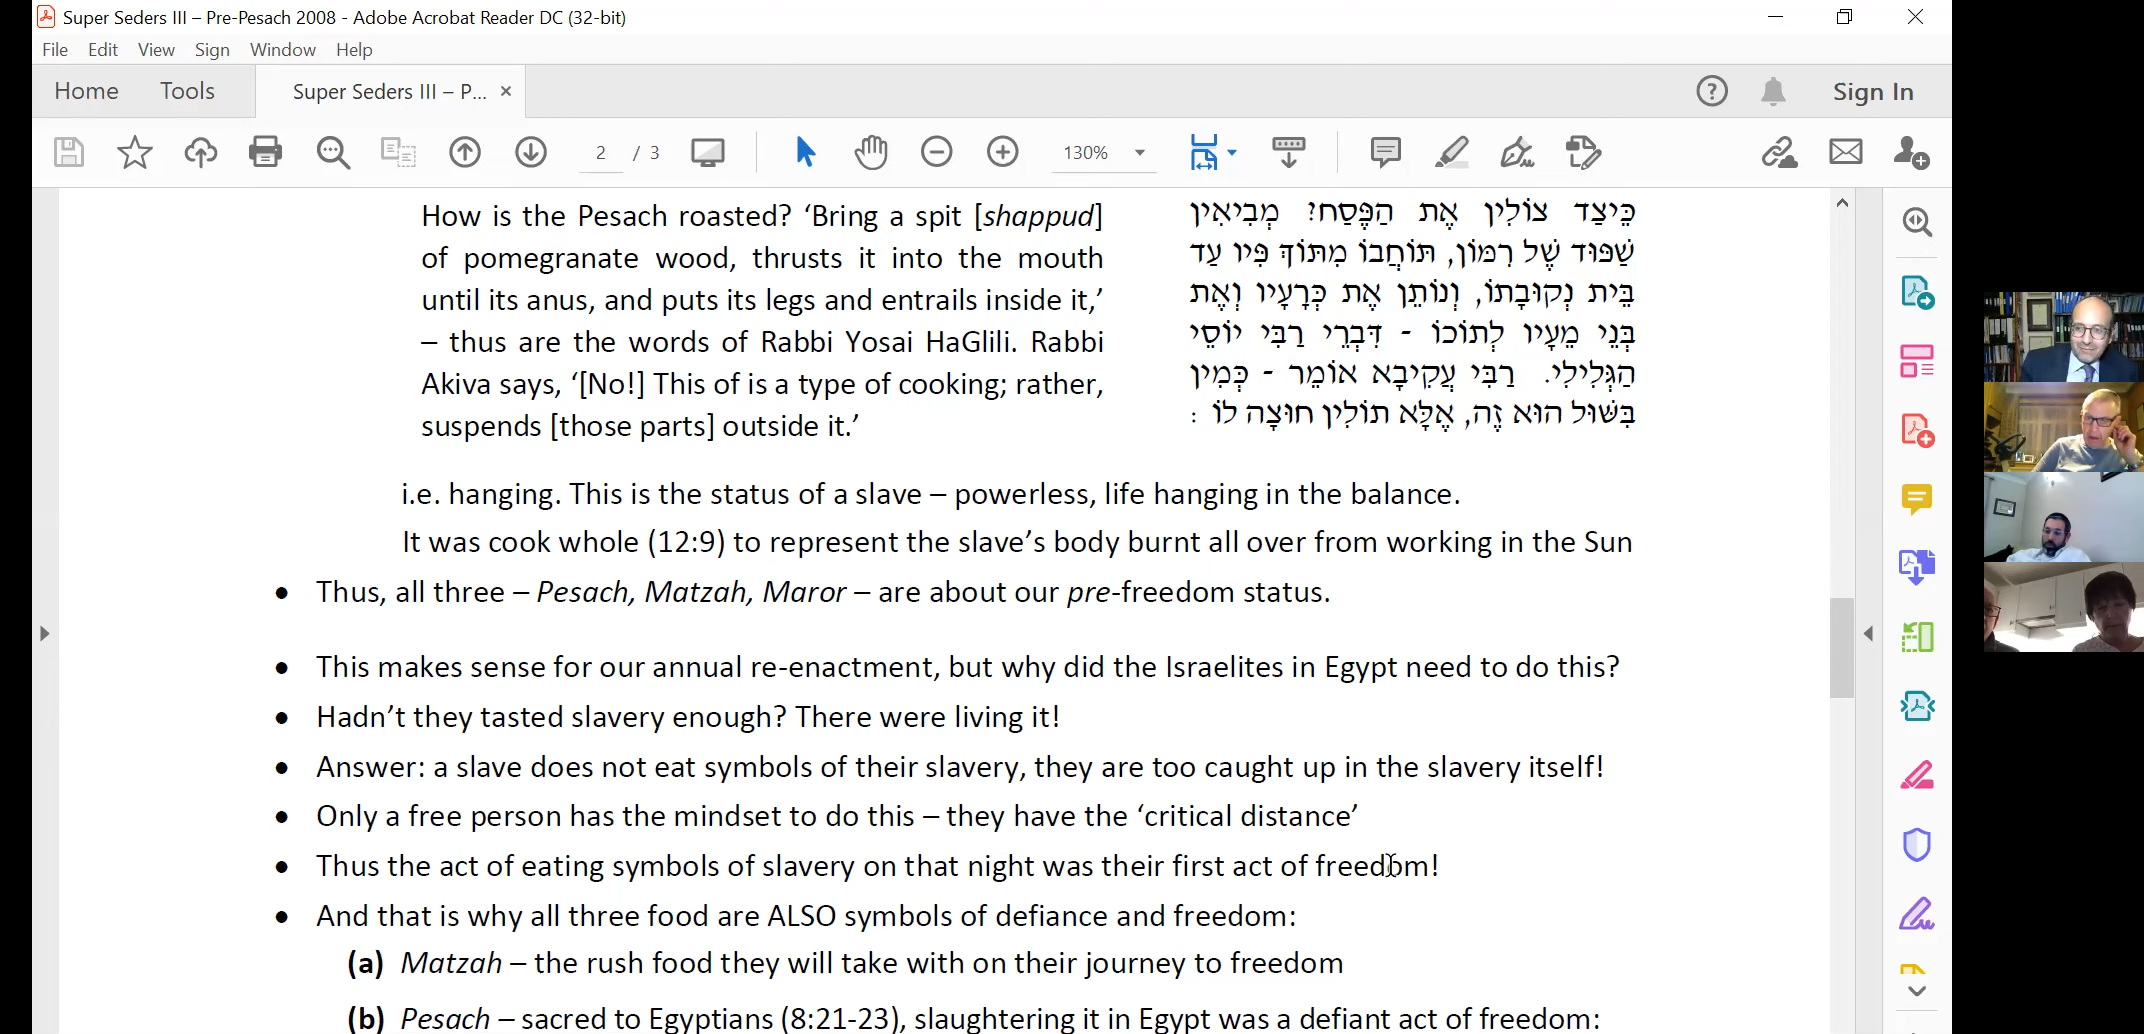 Super Seders III – Pre-Pesach 2008 - Adobe Acrobat Reader DC (32-bit)
File Edit View Sign Window Help
Home Tools Super Seders III – P... ×
? Sign In
2 / 3 130%
How is the Pesach roasted? ‘Bring a spit [shappud]
of pomegranate wood, thrusts it into the mouth
until its anus, and puts its legs and entrails inside it,’
– thus are the words of Rabbi Yosai HaGlili. Rabbi
Akiva says, ‘[No!] This of is a type of cooking; rather,
suspends [those parts] outside it.’
כֵּיצַד צוֹלִין אֶת הַפֶּסַח? מְבִיאִין
שַׁפּוּד שֶׁל רִמּוֹן, תּוֹחֲבוֹ מִתּוֹךְ פִּיו עַד
בֵּית נְקוּבָתוֹ, וְנוֹתֵן אֶת כְּרָעָיו וְאֶת
בְּנֵי מֵעָיו לְתוֹכוֹ - דִּבְרֵי רַבִּי יוֹסֵי
הַגְּלִילִי. רַבִּי עֲקִיבָא אוֹמֵר - כְּמִין
בִּשּׁוּל הוּא זֶה, אֶלָּא תוֹלִין חוּצָה לוֹ :
i.e. hanging. This is the status of a slave – powerless, life hanging in the balance.
It was cook whole (12:9) to represent the slave’s body burnt all over from working in the Sun
• Thus, all three – Pesach, Matzah, Maror – are about our pre-freedom status.
• This makes sense for our annual re-enactment, but why did the Israelites in Egypt need to do this?
• Hadn’t they tasted slavery enough? There were living it!
• Answer: a slave does not eat symbols of their slavery, they are too caught up in the slavery itself!
• Only a free person has the mindset to do this – they have the ‘critical distance’
• Thus the act of eating symbols of slavery on that night was their first act of freedom!
• And that is why all three food are ALSO symbols of defiance and freedom:
(a) Matzah – the rush food they will take with on their journey to freedom
(b) Pesach – sacred to Egyptians (8:21-23), slaughtering it in Egypt was a defiant act of freedom: